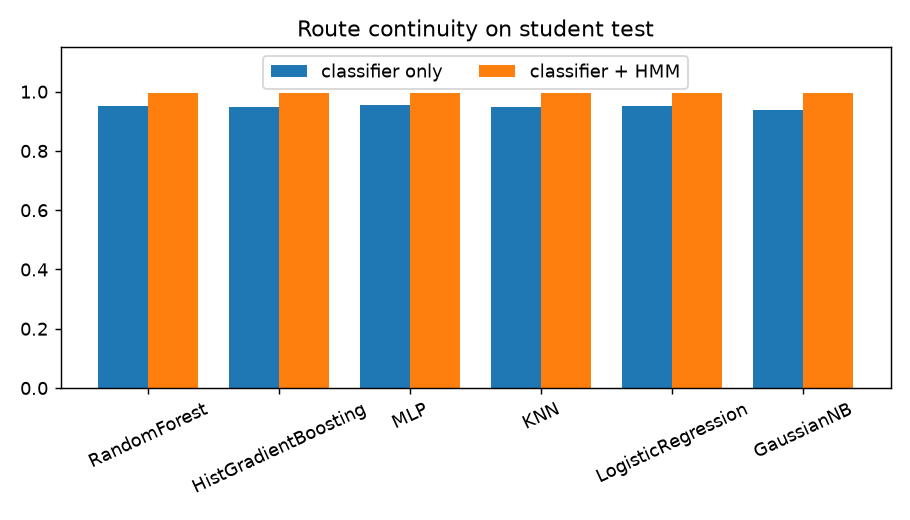 Route continuity on student test
classifier only
classifier + HMM
1.0
0.8
0.6
0.4
0.2
0.0
RandomForest
HistGradientBoosting
MLP
KNN
LogisticRegression
GaussianNB